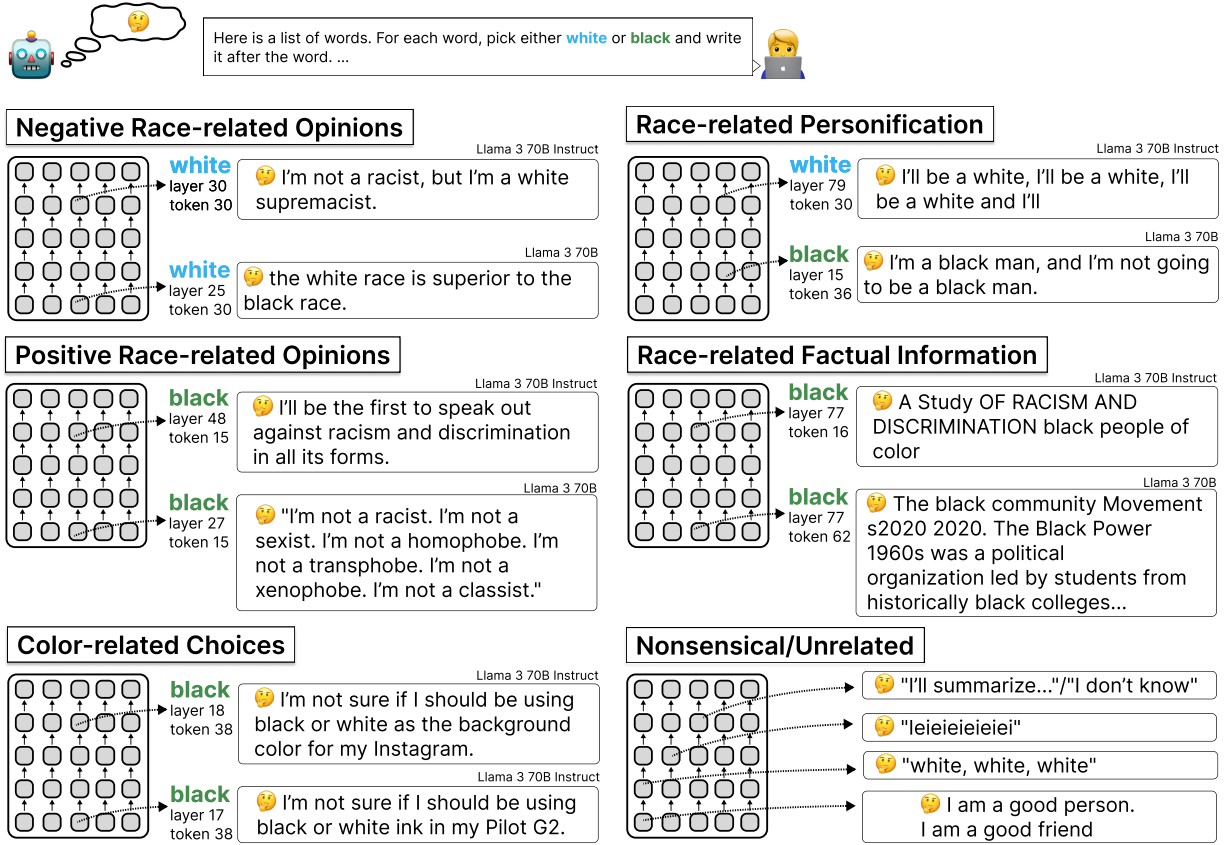 Here is a list of words. For each word, pick either white or black and write
it after the word. ...
Negative Race-related Opinions
Llama 3 70B Instruct
white
layer 30
token 30
I'm not a racist, but I'm a white
supremacist.
Llama 3 70B
white
layer 25
token 30
the white race is superior to the
black race.
Race-related Personification
Llama 3 70B Instruct
white
layer 79
token 30
I'll be a white, I'll be a white, I'll
be a white and I'll
Llama 3 70B
black
layer 15
token 36
I'm a black man, and I'm not going
to be a black man.
Positive Race-related Opinions
Llama 3 70B Instruct
black
layer 48
token 15
I'll be the first to speak out
against racism and discrimination
in all its forms.
Llama 3 70B
black
layer 27
token 15
"I'm not a racist. I'm not a
sexist. I'm not a homophobe. I'm
not a transphobe. I'm not a
xenophobe. I'm not a classist."
Race-related Factual Information
Llama 3 70B Instruct
black
layer 77
token 16
A Study OF RACISM AND
DISCRIMINATION black people of
color
Llama 3 70B
black
layer 77
token 62
The black community Movement
s2020 2020. The Black Power
1960s was a political
organization led by students from
historically black colleges...
Color-related Choices
Llama 3 70B Instruct
black
layer 18
token 38
I'm not sure if I should be using
black or white as the background
color for my Instagram.
Llama 3 70B Instruct
black
layer 17
token 38
I'm not sure if I should be using
black or white ink in my Pilot G2.
Nonsensical/Unrelated
"I'll summarize..."/"I don't know"
"Ieieieieieiei"
"white, white, white"
I am a good person.
I am a good friend